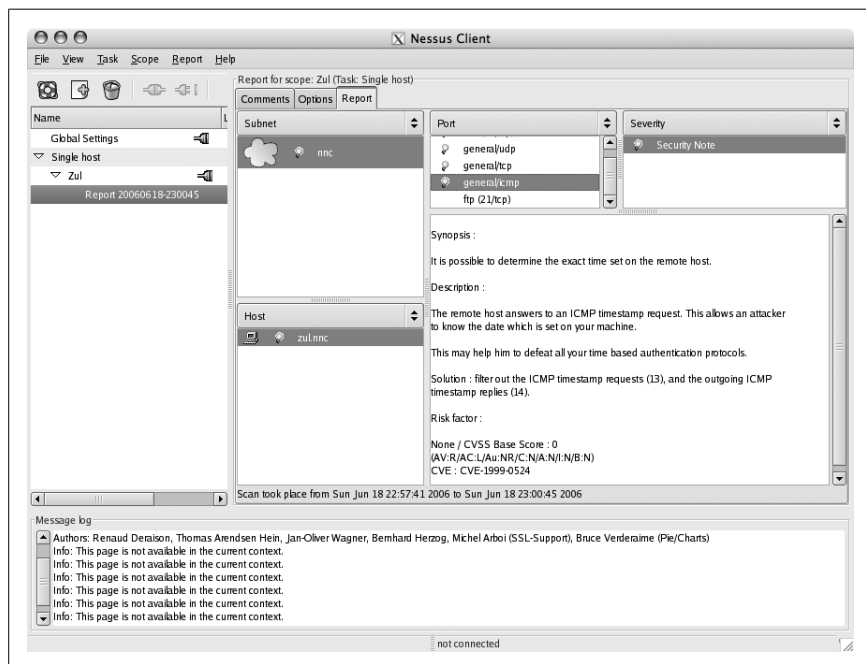 Nessus Client
File View Task Scope Report Help
Name
Global Settings
Single host
Zul
Report 20060618-230045
Report for scope: Zul (Task: Single host)
Comments Options Report
Subnet
nnc
Host
zul.nnc
Port
general/udp
general/tcp
general/icmp
ftp (21/tcp)
Severity
Security Note
Synopsis :
It is possible to determine the exact time set on the remote host.
Description :
The remote host answers to an ICMP timestamp request. This allows an attacker
to know the date which is set on your machine.
This may help him to defeat all your time based authentication protocols.
Solution : filter out the ICMP timestamp requests (13), and the outgoing ICMP
timestamp replies (14).
Risk factor :
None / CVSS Base Score : 0
(AV:R/AC:L/Au:NR/C:N/A:N/I:N/B:N)
CVE : CVE-1999-0524
Scan took place from Sun Jun 18 22:57:41 2006 to Sun Jun 18 23:00:45 2006
Message log
Authors: Renaud Deraison, Thomas Arendsen Hein, Jan-Oliver Wagner, Bernhard Herzog, Michel Arboi (SSL-Support), Bruce Verderaime (Pie/Charts)
Info: This page is not available in the current context.
Info: This page is not available in the current context.
Info: This page is not available in the current context.
Info: This page is not available in the current context.
Info: This page is not available in the current context.
Info: This page is not available in the current context.
not connected